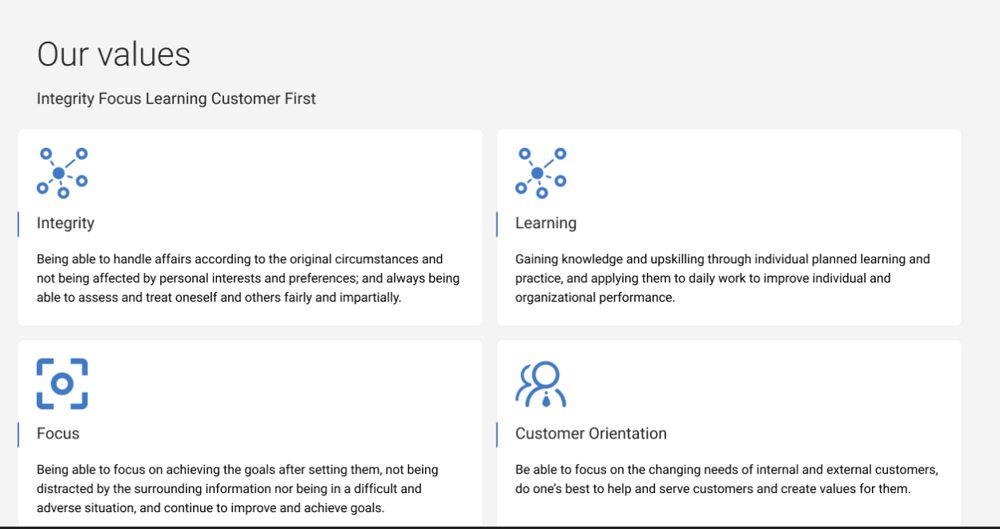 Our values
Integrity Focus Learning Customer First
Integrity
Being able to handle affairs according to the original circumstances and
not being affected by personal interests and preferences; and always being
able to assess and treat oneself and others fairly and impartially.
Learning
Gaining knowledge and upskilling through individual planned learning and
practice, and applying them to daily work to improve individual and
organizational performance.
Focus
Being able to focus on achieving the goals after setting them, not being
distracted by the surrounding information nor being in a difficult and
adverse situation, and continue to improve and achieve goals.
Customer Orientation
Be able to focus on the changing needs of internal and external customers,
do one’s best to help and serve customers and create values for them.